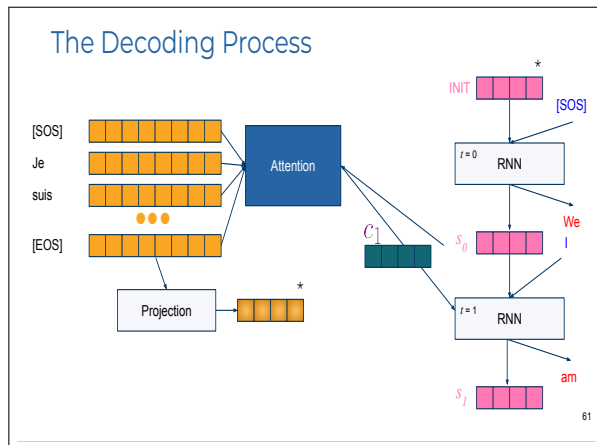 The Decoding Process
*
INIT
[SOS]
[SOS]
Je
suis
[EOS]
Attention
t = 0
RNN
We
I
C1
s0
Projection
*
t = 1
RNN
am
s1
61